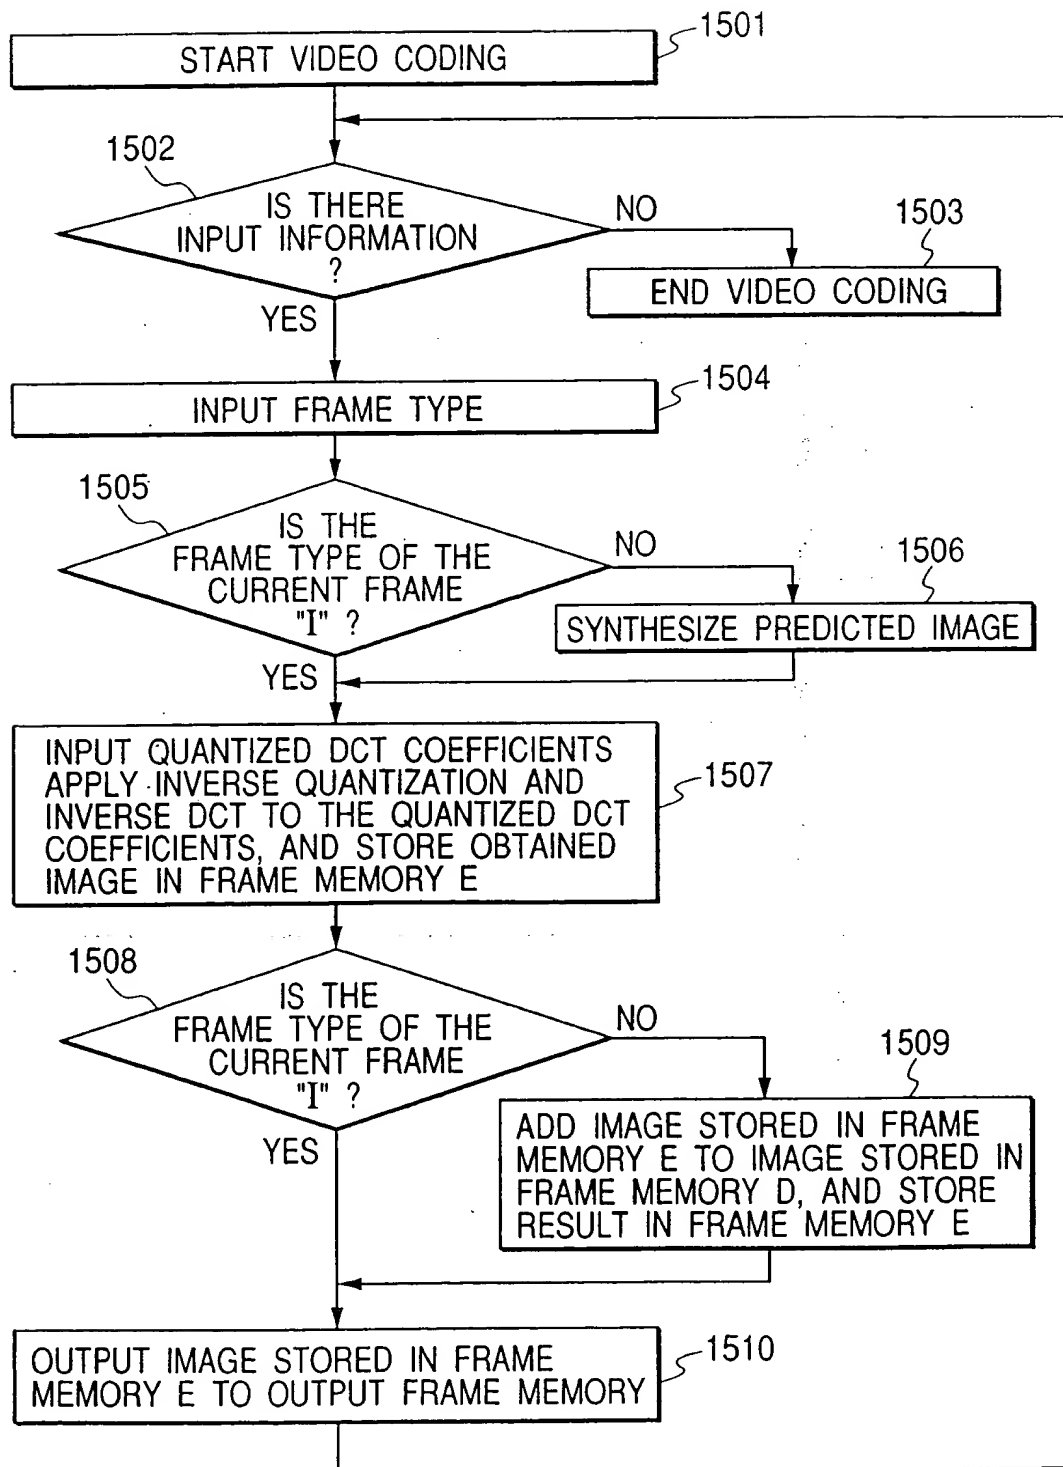 1501
START VIDEO CODING
1502
IS THERE
INPUT INFORMATION
?
NO
1503
END VIDEO CODING
YES
1504
INPUT FRAME TYPE
1505
IS THE
FRAME TYPE OF THE
CURRENT FRAME
"I" ?
NO
1506
SYNTHESIZE PREDICTED IMAGE
YES
INPUT QUANTIZED DCT COEFFICIENTS
APPLY INVERSE QUANTIZATION AND
INVERSE DCT TO THE QUANTIZED DCT
COEFFICIENTS, AND STORE OBTAINED
IMAGE IN FRAME MEMORY E
1507
1508
IS THE
FRAME TYPE OF THE
CURRENT FRAME
"I" ?
NO
1509
ADD IMAGE STORED IN FRAME
MEMORY E TO IMAGE STORED IN
FRAME MEMORY D, AND STORE
RESULT IN FRAME MEMORY E
YES
1510
OUTPUT IMAGE STORED IN FRAME
MEMORY E TO OUTPUT FRAME MEMORY